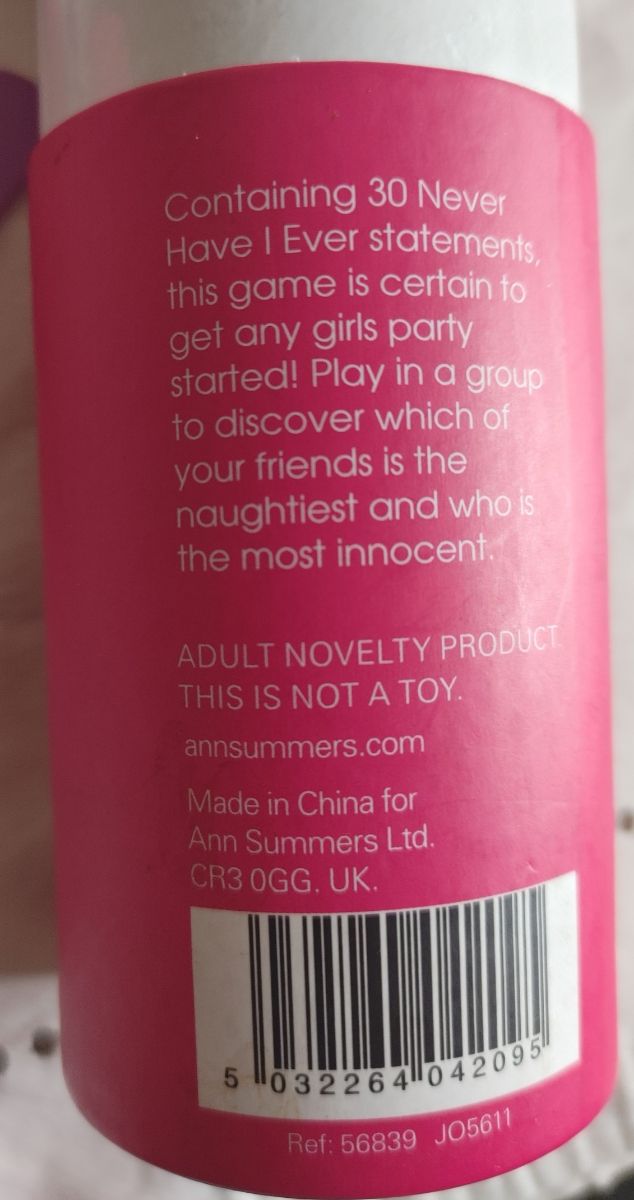 Containing 30 Never
Have I Ever statements,
this game is certain to
get any girls party
started! Play in a group
to discover which of
your friends is the
naughtiest and who is
the most innocent.
ADULT NOVELTY PRODUCT.
THIS IS NOT A TOY.
annsummers.com
Made in China for
Ann Summers Ltd.
CR3 0GG. UK.
5 032264 042095
Ref: 56839 JO5611